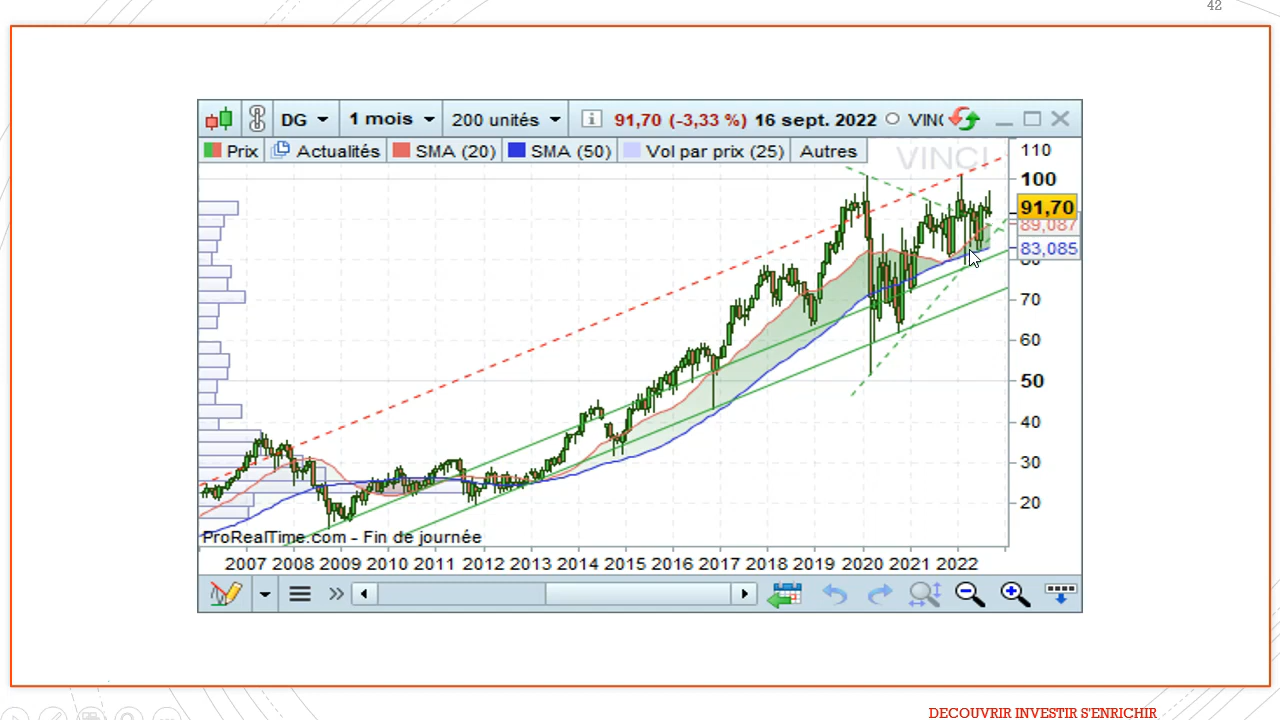 42
DG 1 mois 200 unités 91,70 (-3,33 %) 16 sept. 2022 VINC
Prix Actualités SMA (20) SMA (50) Vol par prix (25) Autres
VINCI
110
100
91,70
89,087
83,085
80
70
60
50
40
30
20
ProRealTime.com - Fin de journée
2007 2008 2009 2010 2011 2012 2013 2014 2015 2016 2017 2018 2019 2020 2021 2022
DECOUVRIR INVESTIR S'ENRICHIR